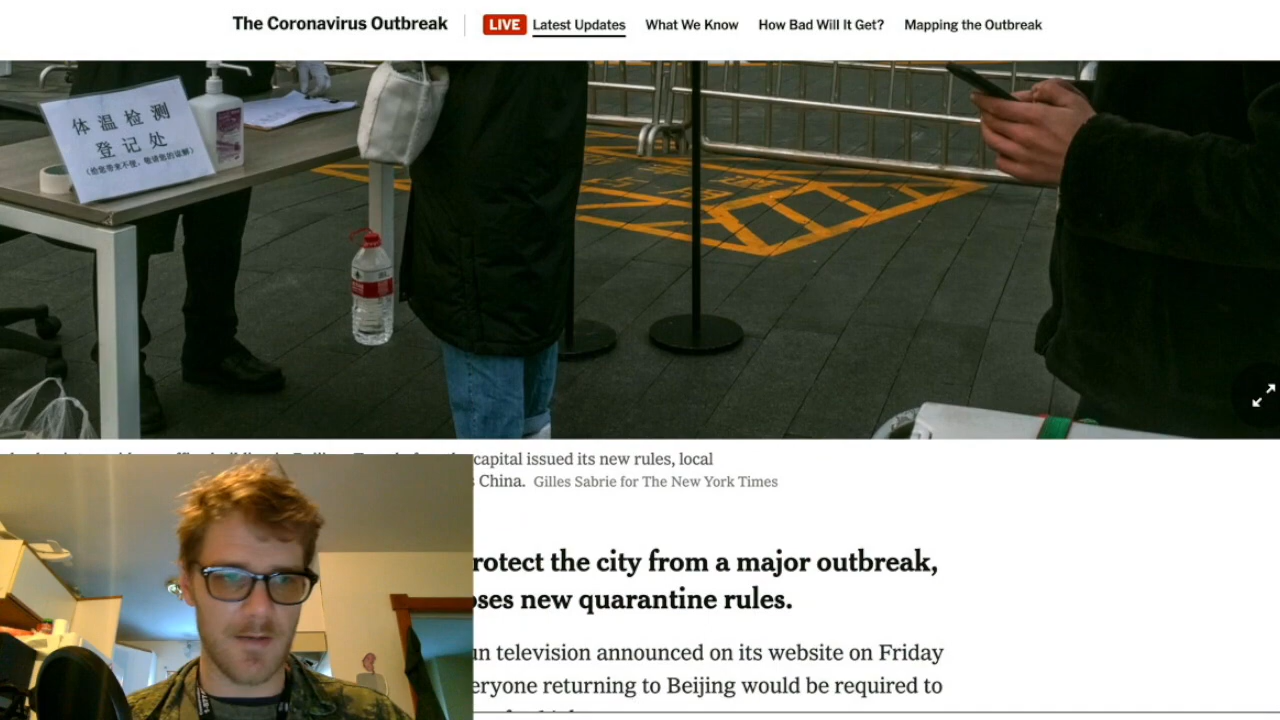 The Coronavirus Outbreak
LIVE Latest Updates What We Know How Bad Will It Get? Mapping the Outbreak
体温检测
登记处
capital issued its new rules, local
China. Gilles Sabrie for The New York Times
rotect the city from a major outbreak,
oses new quarantine rules.
un television announced on its website on Friday
eryone returning to Beijing would be required to